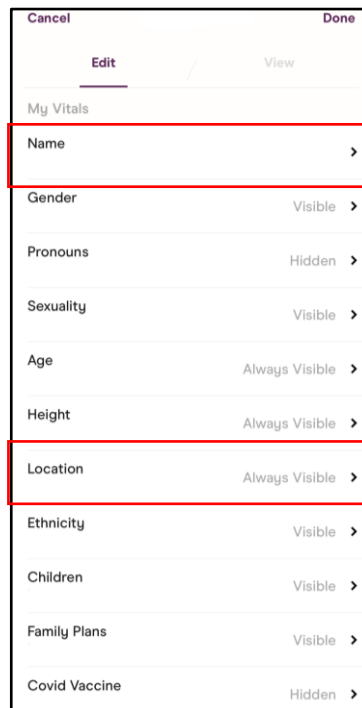 Cancel Done
Edit View
My Vitals
Name
Gender Visible
Pronouns Hidden
Sexuality Visible
Age Always Visible
Height Always Visible
Location Always Visible
Ethnicity Visible
Children Visible
Family Plans Visible
Covid Vaccine Hidden